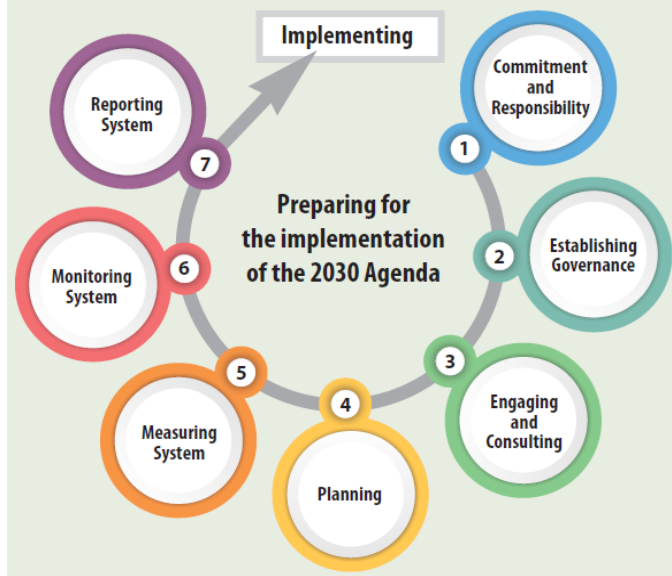 Implementing
Commitment
and
Responsibility
1
Establishing
Governance
2
Engaging
and
Consulting
3
Planning
4
Measuring
System
5
Monitoring
System
6
Reporting
System
7
Preparing for
the implementation
of the 2030 Agenda